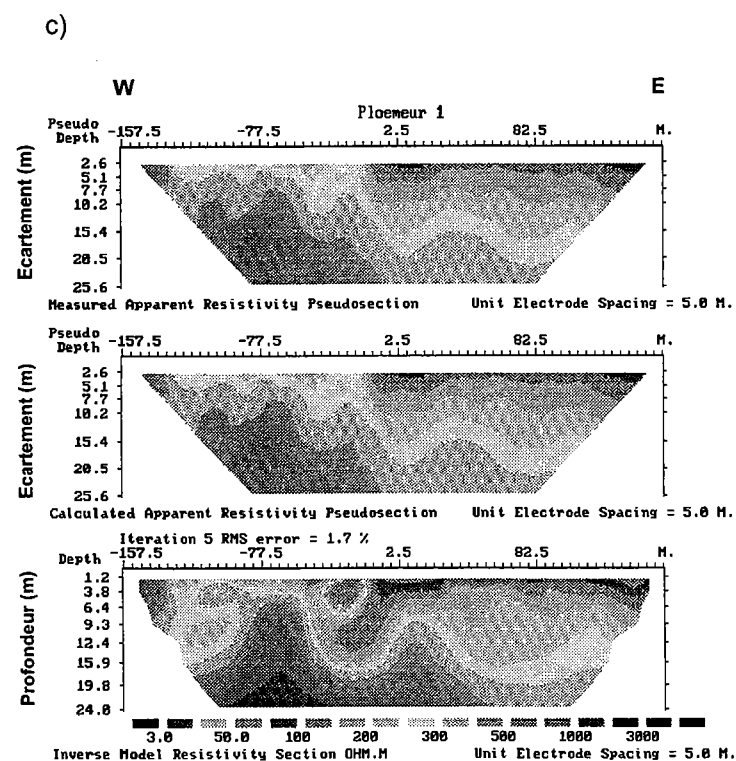 c)
W E
Ploemeur 1
Pseudo Depth -157.5 -77.5 2.5 82.5 M.
Ecartement (m)
2.6
5.1
7.7
10.2
15.4
20.5
25.6
Measured Apparent Resistivity Pseudosection Unit Electrode Spacing = 5.0 M.
Pseudo Depth -157.5 -77.5 2.5 82.5 M.
Ecartement (m)
2.6
5.1
7.7
10.2
15.4
20.5
25.6
Calculated Apparent Resistivity Pseudosection Unit Electrode Spacing = 5.0 M.
Iteration 5 RMS error = 1.7 %
Depth -157.5 -77.5 2.5 82.5 M.
Profondeur (m)
1.2
3.8
6.4
9.3
12.4
15.9
19.8
24.0
3.0 50.0 100 200 300 500 1000 3000
Inverse Model Resistivity Section OHM.M Unit Electrode Spacing = 5.0 M.